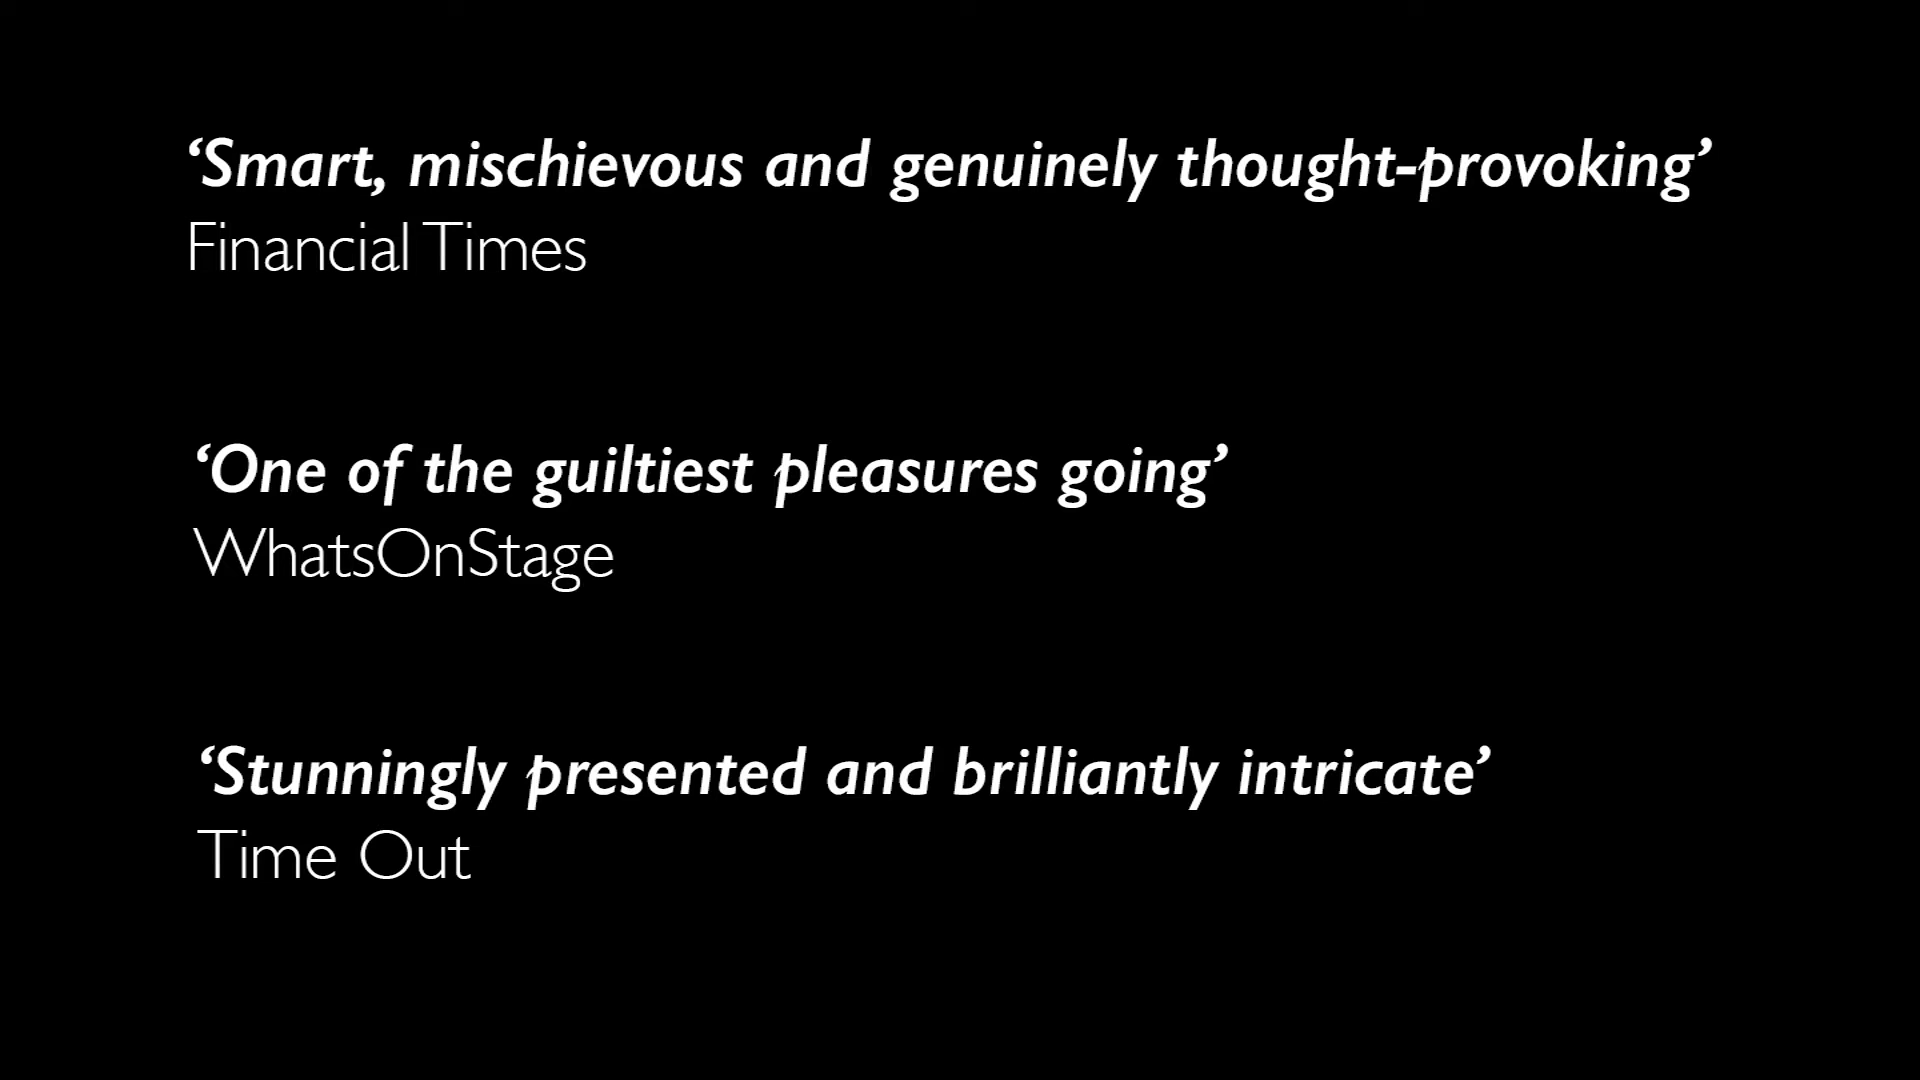 ‘Smart, mischievous and genuinely thought-provoking’
Financial Times
‘One of the guiltiest pleasures going’
WhatsOnStage
‘Stunningly presented and brilliantly intricate’
Time Out